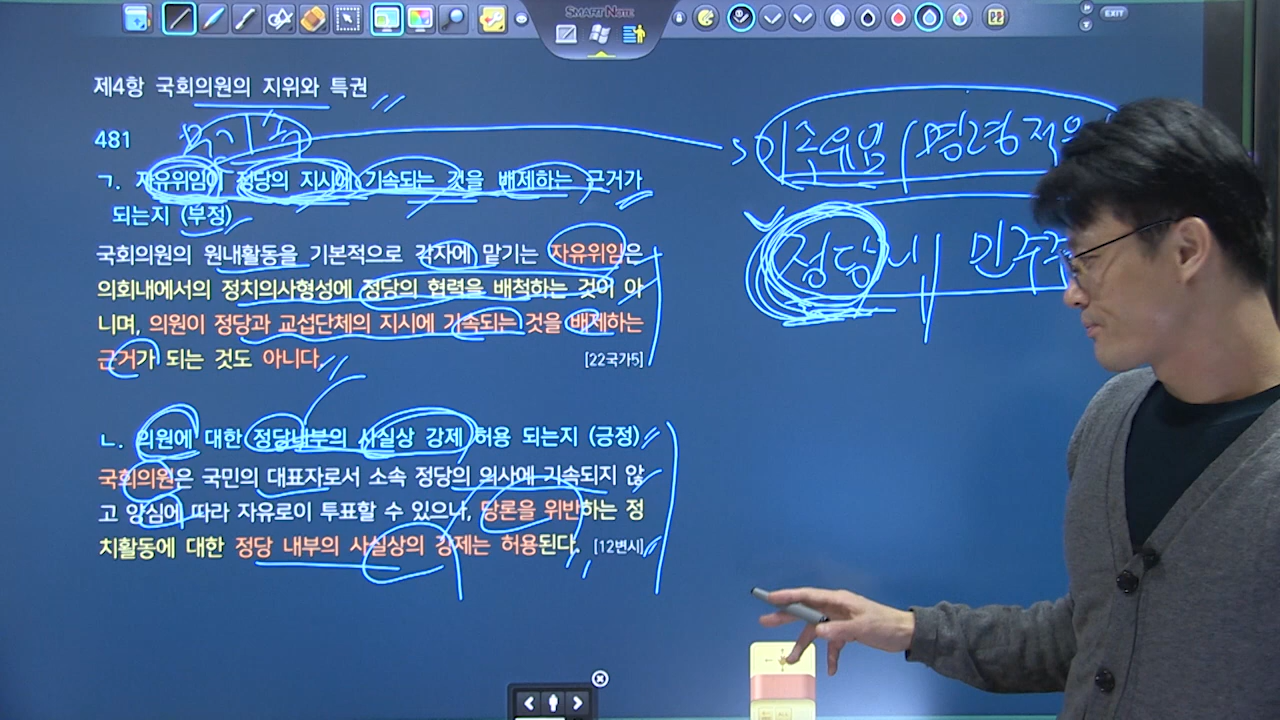 SMART NOTE
EXIT
제4항 국회의원의 지위와 특권
481
무기속
ㄱ. 자유위임이 정당의 지시에 기속되는 것을 배제하는 근거가
되는지 (부정)
국회의원의 원내활동을 기본적으로 각자에 맡기는 자유위임은
의회내에서의 정치의사형성에 정당의 협력을 배척하는 것이 아
니며, 의원이 정당과 교섭단체의 지시에 기속되는 것을 배제하는
근거가 되는 것도 아니다.
[22국가5]
ㄴ. 의원에 대한 정당내부의 사실상 강제 허용 되는지 (긍정)
국회의원은 국민의 대표자로서 소속 정당의 의사에 기속되지 않
고 양심에 따라 자유로이 투표할 수 있으나, 당론을 위반하는 정
치활동에 대한 정당 내부의 사실상의 강제는 허용된다.
[12변시]
정당내 민주